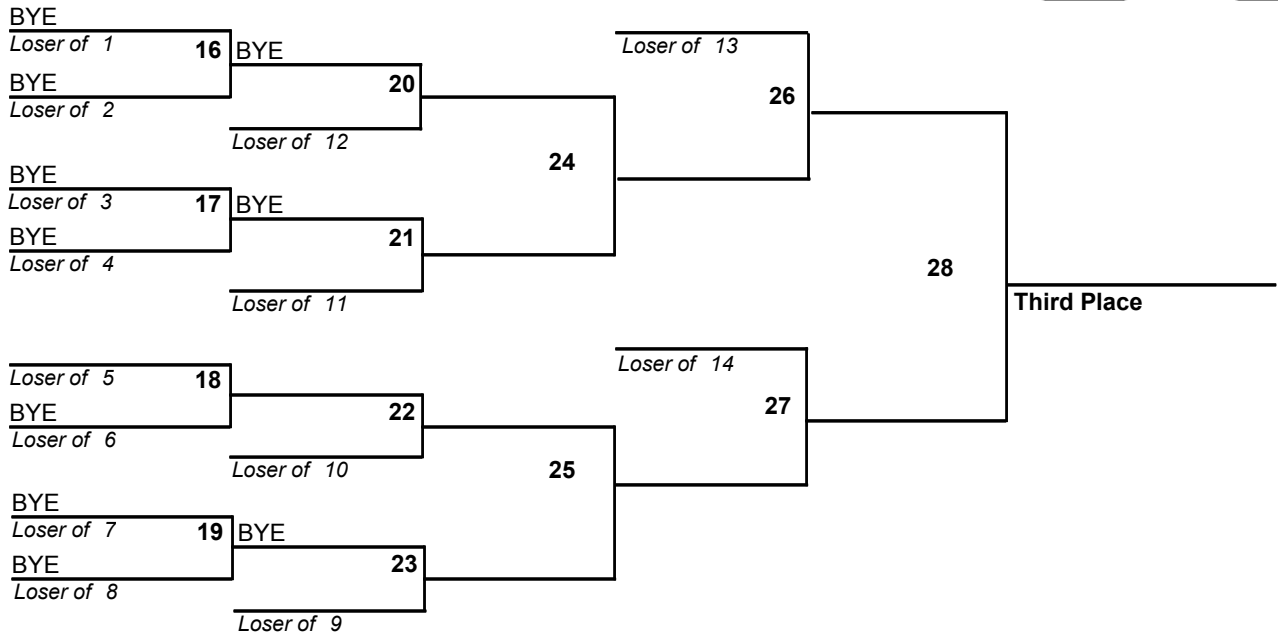 BYE
Loser of 1
16
BYE
BYE
Loser of 2
20
Loser of 12
BYE
Loser of 3
17
BYE
BYE
Loser of 4
21
Loser of 11
24
Loser of 13
26
28
Third Place
Loser of 5
18
BYE
Loser of 6
22
Loser of 10
BYE
Loser of 7
19
BYE
BYE
Loser of 8
23
Loser of 9
25
Loser of 14
27